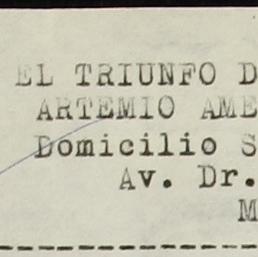 EL TRIUNFO D
ARTEMIO AME
Domicilio S
Av. Dr.
M